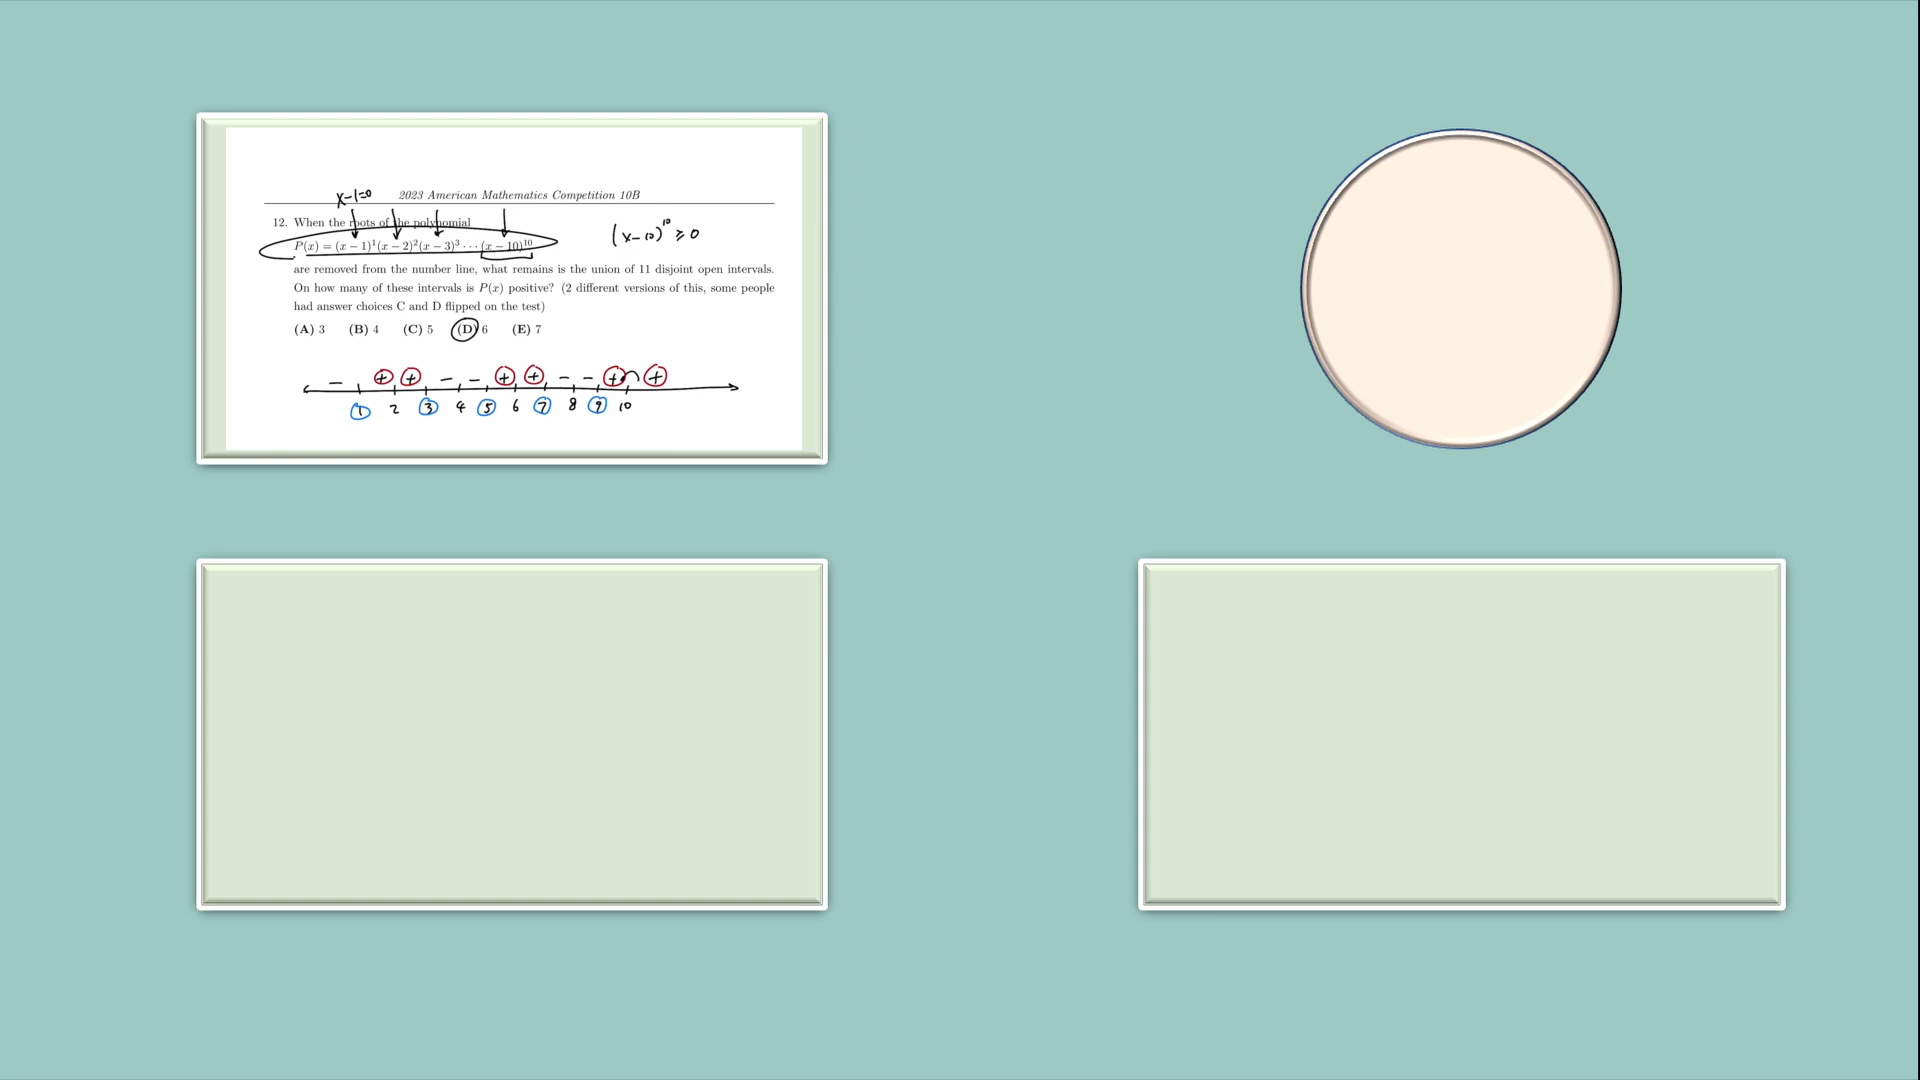 x-1=0
2023 American Mathematics Competition 10B
12. When the roots of the polynomial
P(x) = (x − 1)¹(x − 2)²(x − 3)³ · · · (x − 10)¹⁰
(x-10)¹⁰ ≥ 0
are removed from the number line, what remains is the union of 11 disjoint open intervals.
On how many of these intervals is P(x) positive? (2 different versions of this, some people
had answer choices C and D flipped on the test)
(A) 3 (B) 4 (C) 5 (D) 6 (E) 7
− + + − − + + − − + +
1 2 3 4 5 6 7 8 9 10